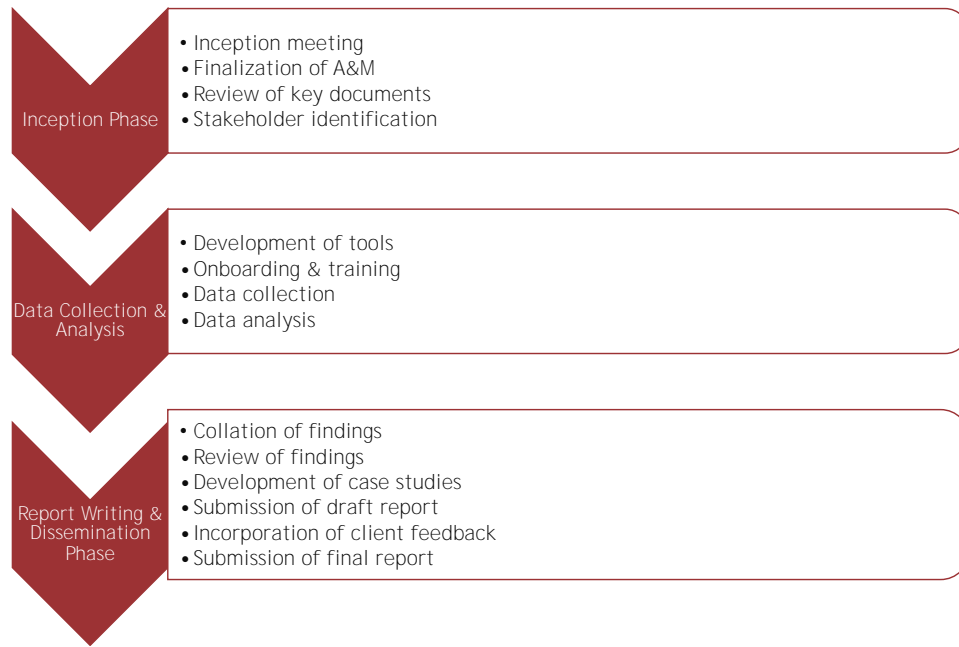 Inception Phase
• Inception meeting
• Finalization of A&M
• Review of key documents
• Stakeholder identification
Data Collection &
Analysis
• Development of tools
• Onboarding & training
• Data collection
• Data analysis
Report Writing &
Dissemination
Phase
• Collation of findings
• Review of findings
• Development of case studies
• Submission of draft report
• Incorporation of client feedback
• Submission of final report